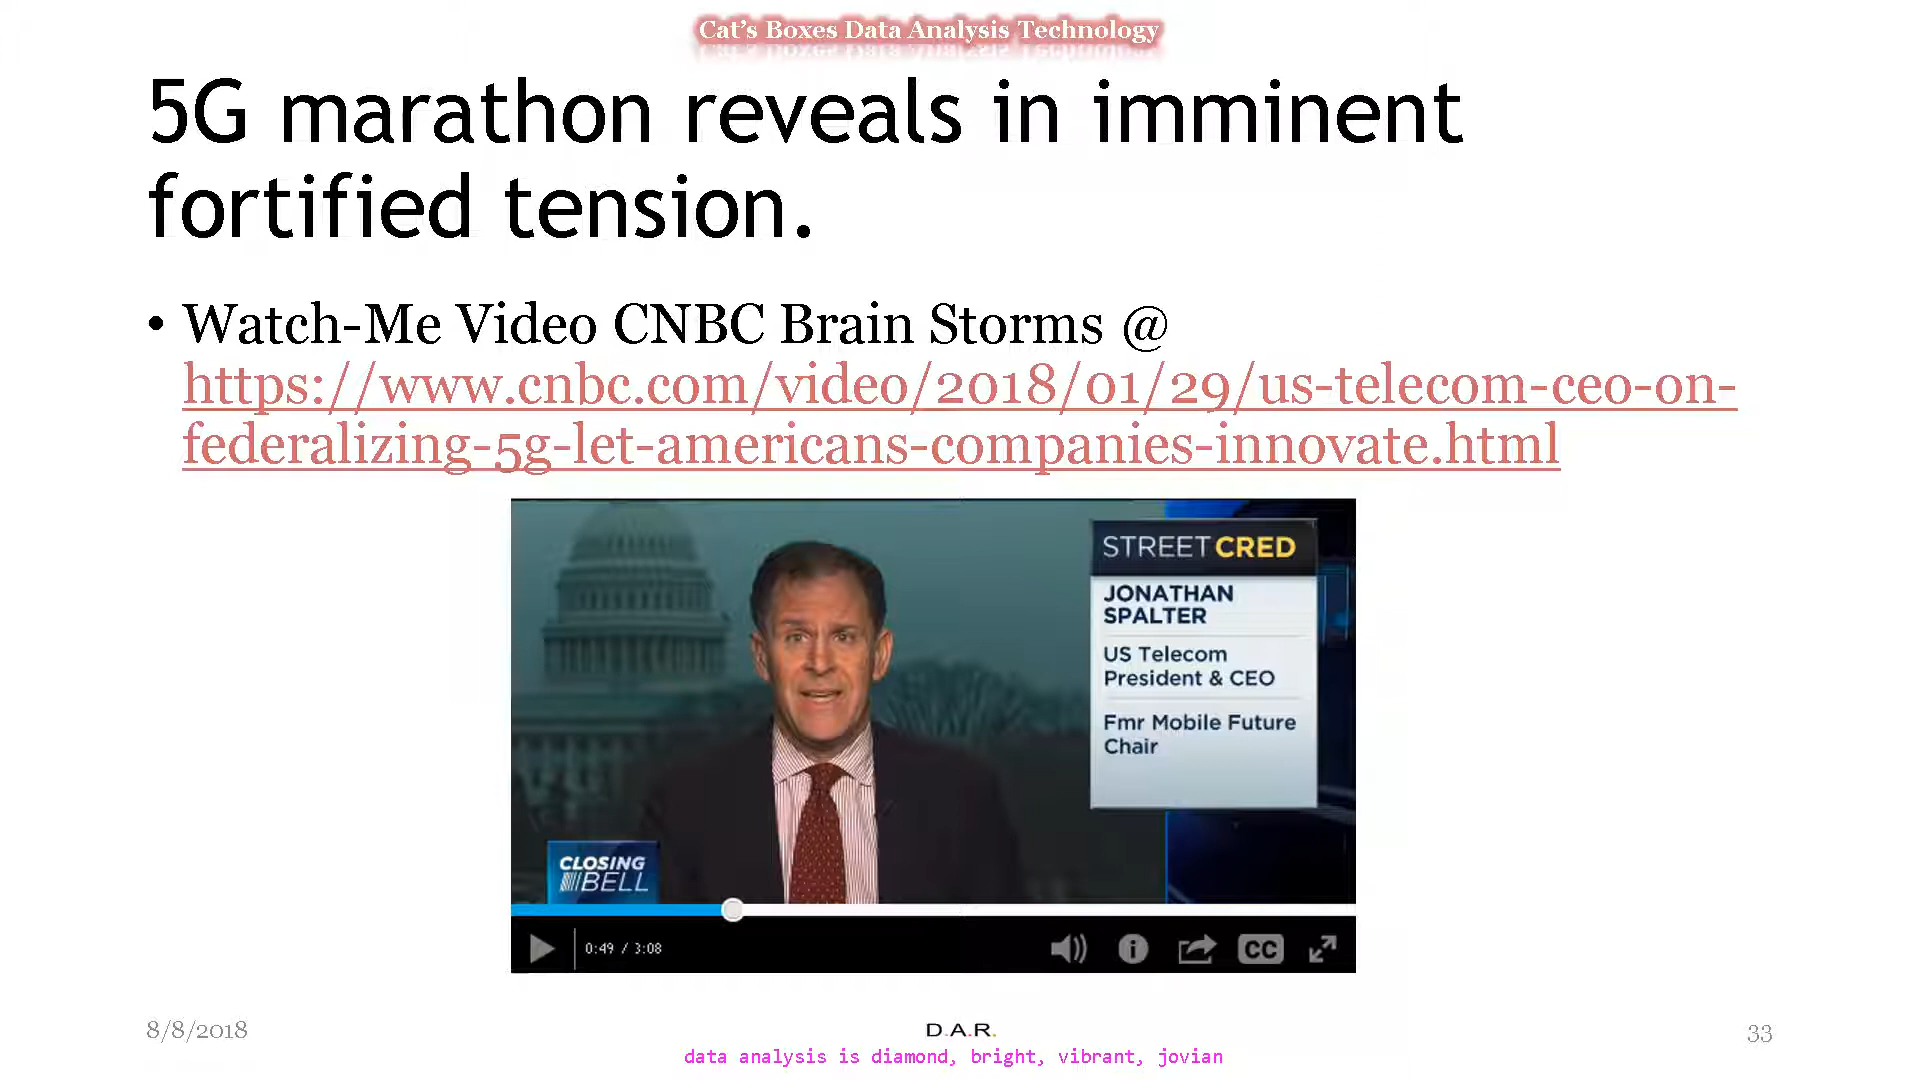 Cat's Boxes Data Analysis Technology
5G marathon reveals in imminent
fortified tension.
• Watch-Me Video CNBC Brain Storms @
https://www.cnbc.com/video/2018/01/29/us-telecom-ceo-on-
federalizing-5g-let-americans-companies-innovate.html
STREETCRED
JONATHAN
SPALTER
US Telecom
President & CEO
Fmr Mobile Future
Chair
CLOSING
BELL
0:49 / 3:08
CC
8/8/2018
D.A.R.
33
data analysis is diamond, bright, vibrant, jovian